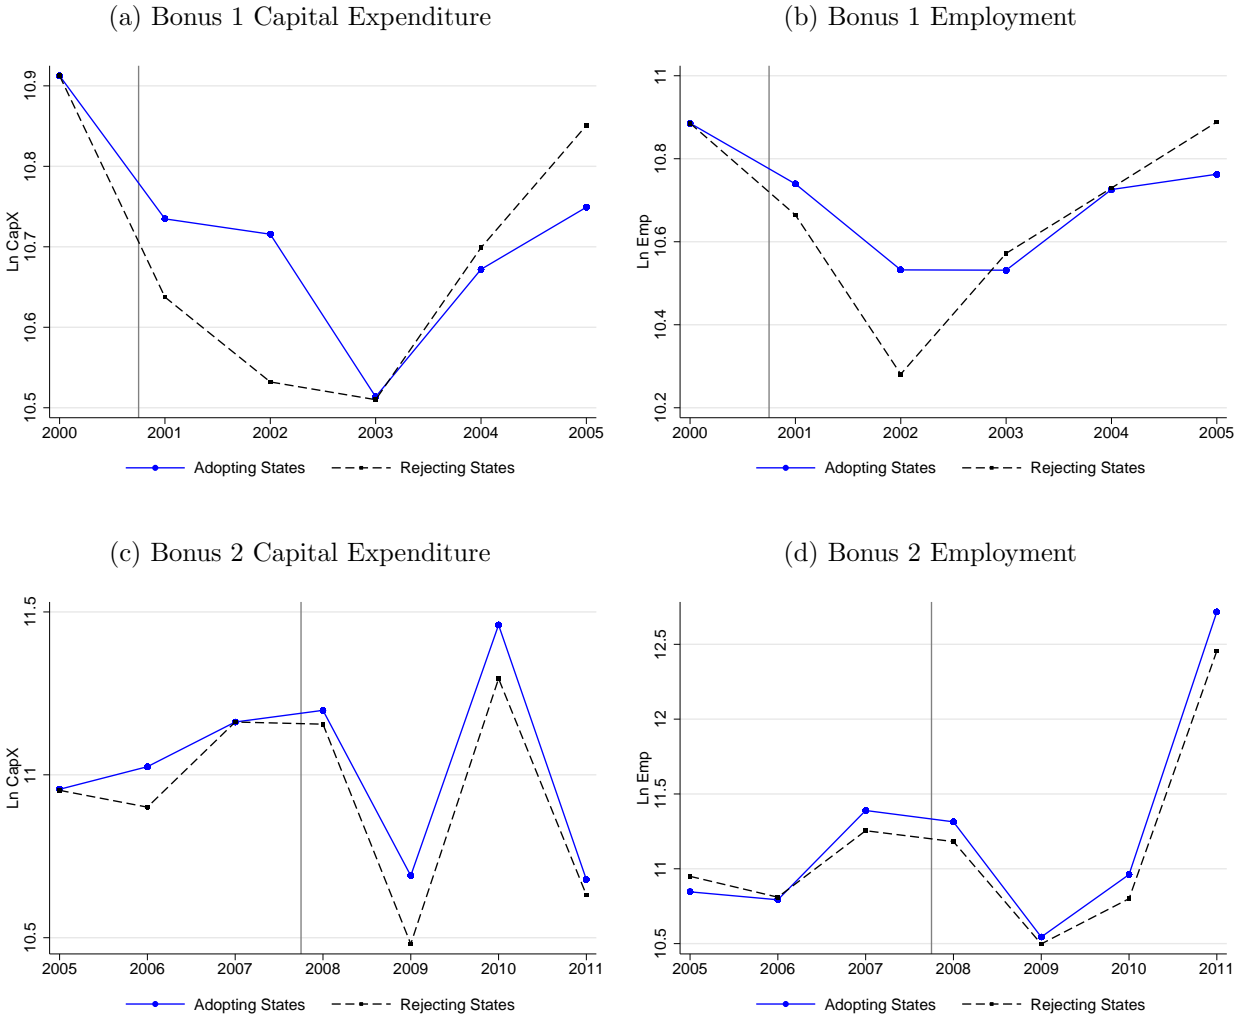 (a) Bonus 1 Capital Expenditure
Ln CapX
10.9
10.8
10.7
10.6
10.5
2000 2001 2002 2003 2004 2005
Adopting States Rejecting States
(b) Bonus 1 Employment
Ln Emp
11
10.8
10.6
10.4
10.2
2000 2001 2002 2003 2004 2005
Adopting States Rejecting States
(c) Bonus 2 Capital Expenditure
Ln CapX
11.5
11
10.5
2005 2006 2007 2008 2009 2010 2011
Adopting States Rejecting States
(d) Bonus 2 Employment
Ln Emp
12.5
12
11.5
11
10.5
2005 2006 2007 2008 2009 2010 2011
Adopting States Rejecting States